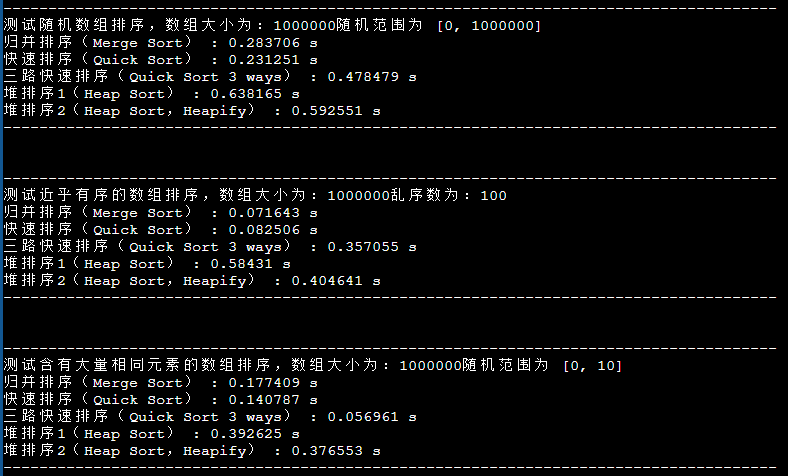 --------------------------------------------------------------------------------------
测试随机数组排序，数组大小为：1000000随机范围为 [0, 1000000]
归并排序（Merge Sort） : 0.283706 s
快速排序（Quick Sort） : 0.231251 s
三路快速排序（Quick Sort 3 ways） : 0.478479 s
堆排序1（Heap Sort） : 0.638165 s
堆排序2（Heap Sort，Heapify） : 0.592551 s
--------------------------------------------------------------------------------------
--------------------------------------------------------------------------------------
测试近乎有序的数组排序，数组大小为：1000000乱序数为：100
归并排序（Merge Sort） : 0.071643 s
快速排序（Quick Sort） : 0.082506 s
三路快速排序（Quick Sort 3 ways） : 0.357055 s
堆排序1（Heap Sort） : 0.58431 s
堆排序2（Heap Sort，Heapify） : 0.404641 s
--------------------------------------------------------------------------------------
--------------------------------------------------------------------------------------
测试含有大量相同元素的数组排序，数组大小为：1000000随机范围为 [0, 10]
归并排序（Merge Sort） : 0.177409 s
快速排序（Quick Sort） : 0.140787 s
三路快速排序（Quick Sort 3 ways） : 0.056961 s
堆排序1（Heap Sort） : 0.392625 s
堆排序2（Heap Sort，Heapify） : 0.376553 s
--------------------------------------------------------------------------------------